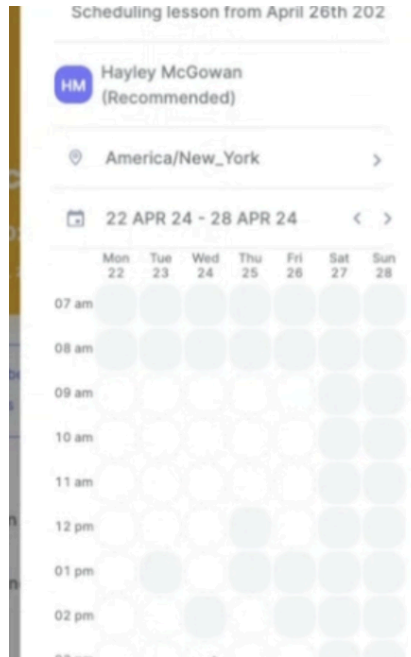 Scheduling lesson from April 26th 202
HM
Hayley McGowan
(Recommended)
America/New_York
22 APR 24 - 28 APR 24
Mon Tue Wed Thu Fri Sat Sun
22 23 24 25 26 27 28
07 am
08 am
09 am
10 am
11 am
12 pm
01 pm
02 pm